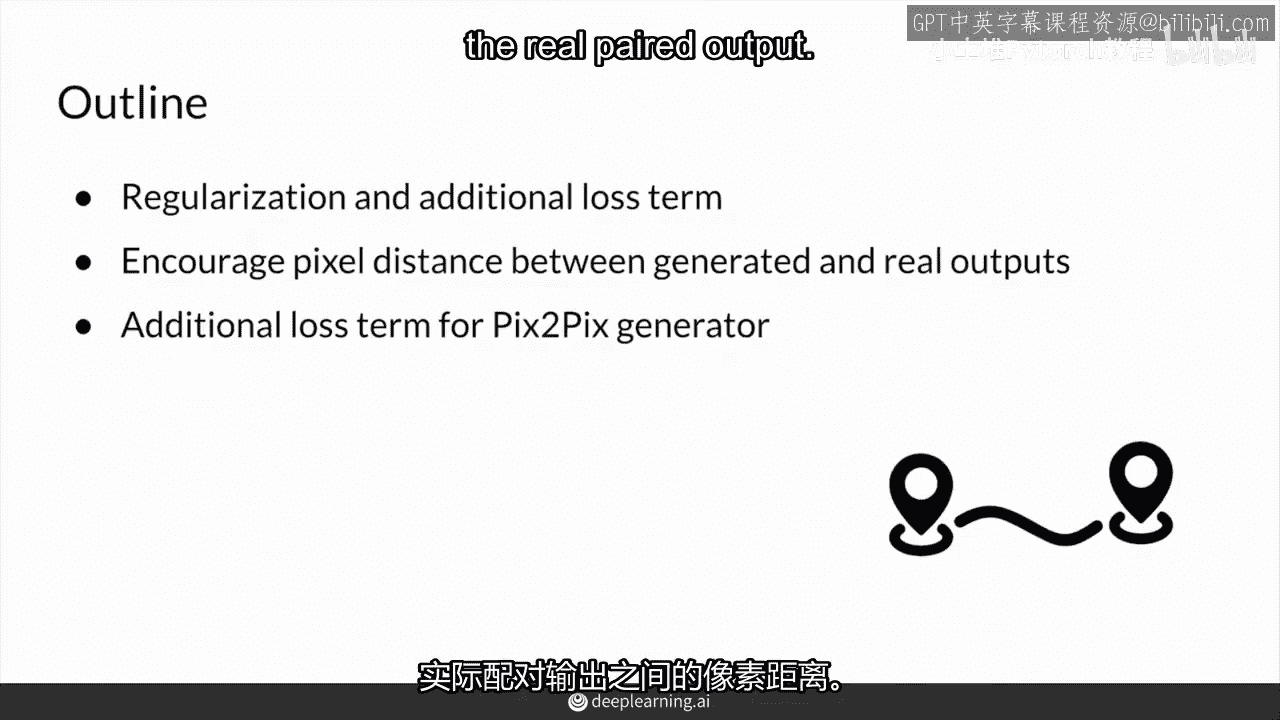 GPT中英字幕课程资源@bilibili.com
the real paired output.
Outline
● Regularization and additional loss term
● Encourage pixel distance between generated and real outputs
● Additional loss term for Pix2Pix generator
实际配对输出之间的像素距离。
deeplearning.ai